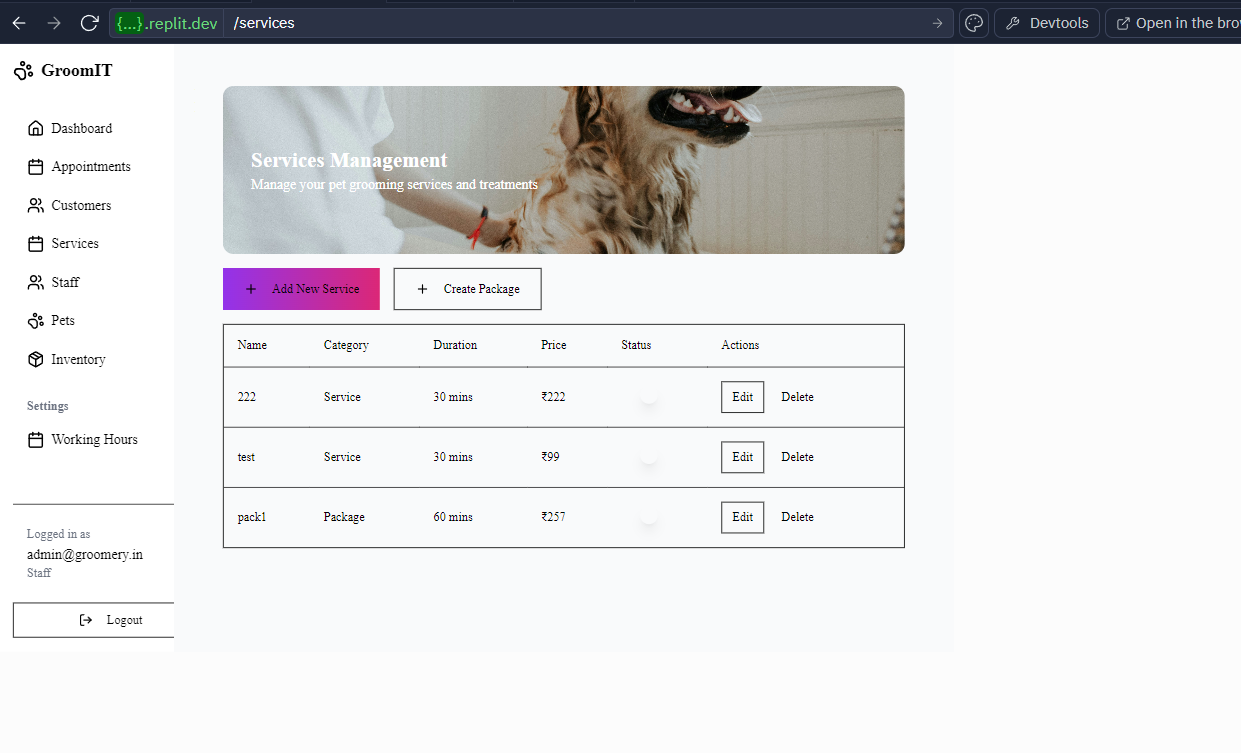 {...}.replit.dev /services
Devtools
Open in the bro
GroomIT
Dashboard
Appointments
Customers
Services
Staff
Pets
Inventory
Settings
Working Hours
Logged in as
admin@groomery.in
Staff
Logout
Services Management
Manage your pet grooming services and treatments
Add New Service
Create Package
Name Category Duration Price Status Actions
222 Service 30 mins ₹222 Edit Delete
test Service 30 mins ₹99 Edit Delete
pack1 Package 60 mins ₹257 Edit Delete